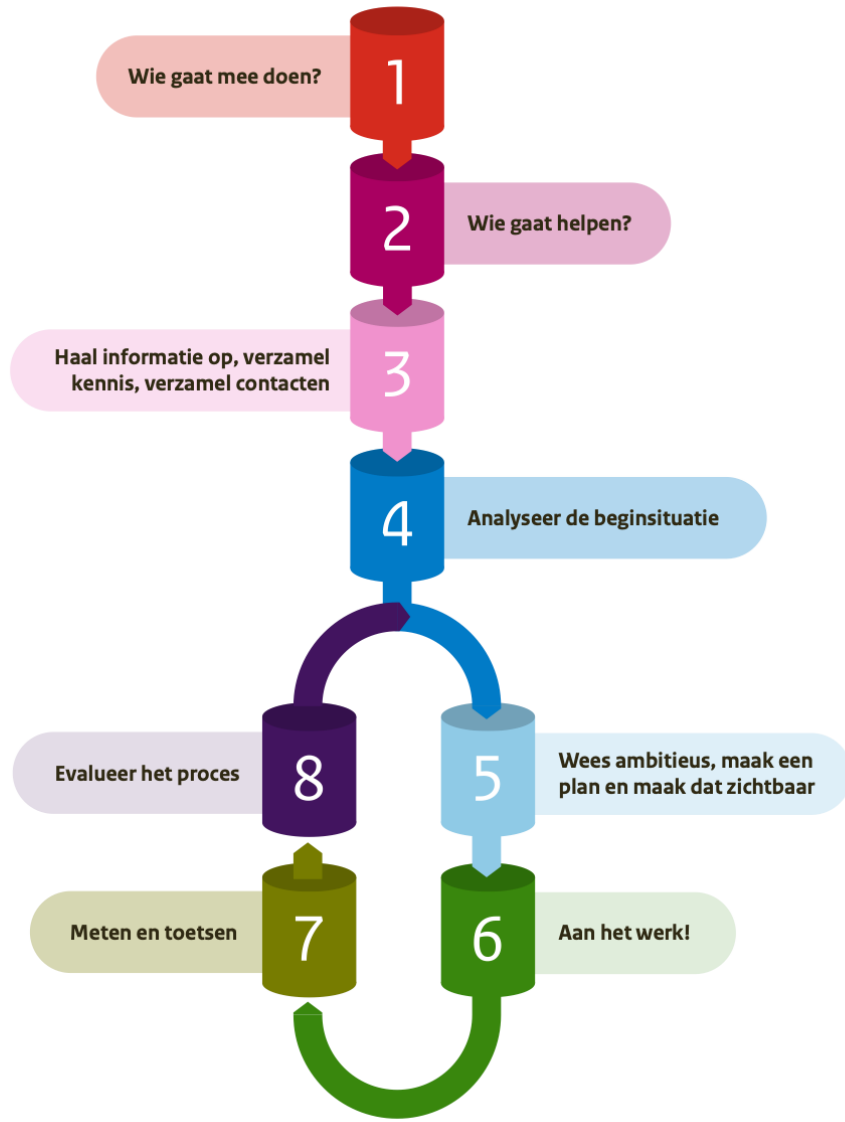 Wie gaat mee doen?
1
2
Wie gaat helpen?
Haal informatie op, verzamel
kennis, verzamel contacten
3
4
Analyseer de beginsituatie
Evalueer het proces
8
5
Wees ambitieus, maak een
plan en maak dat zichtbaar
Meten en toetsen
7
6
Aan het werk!